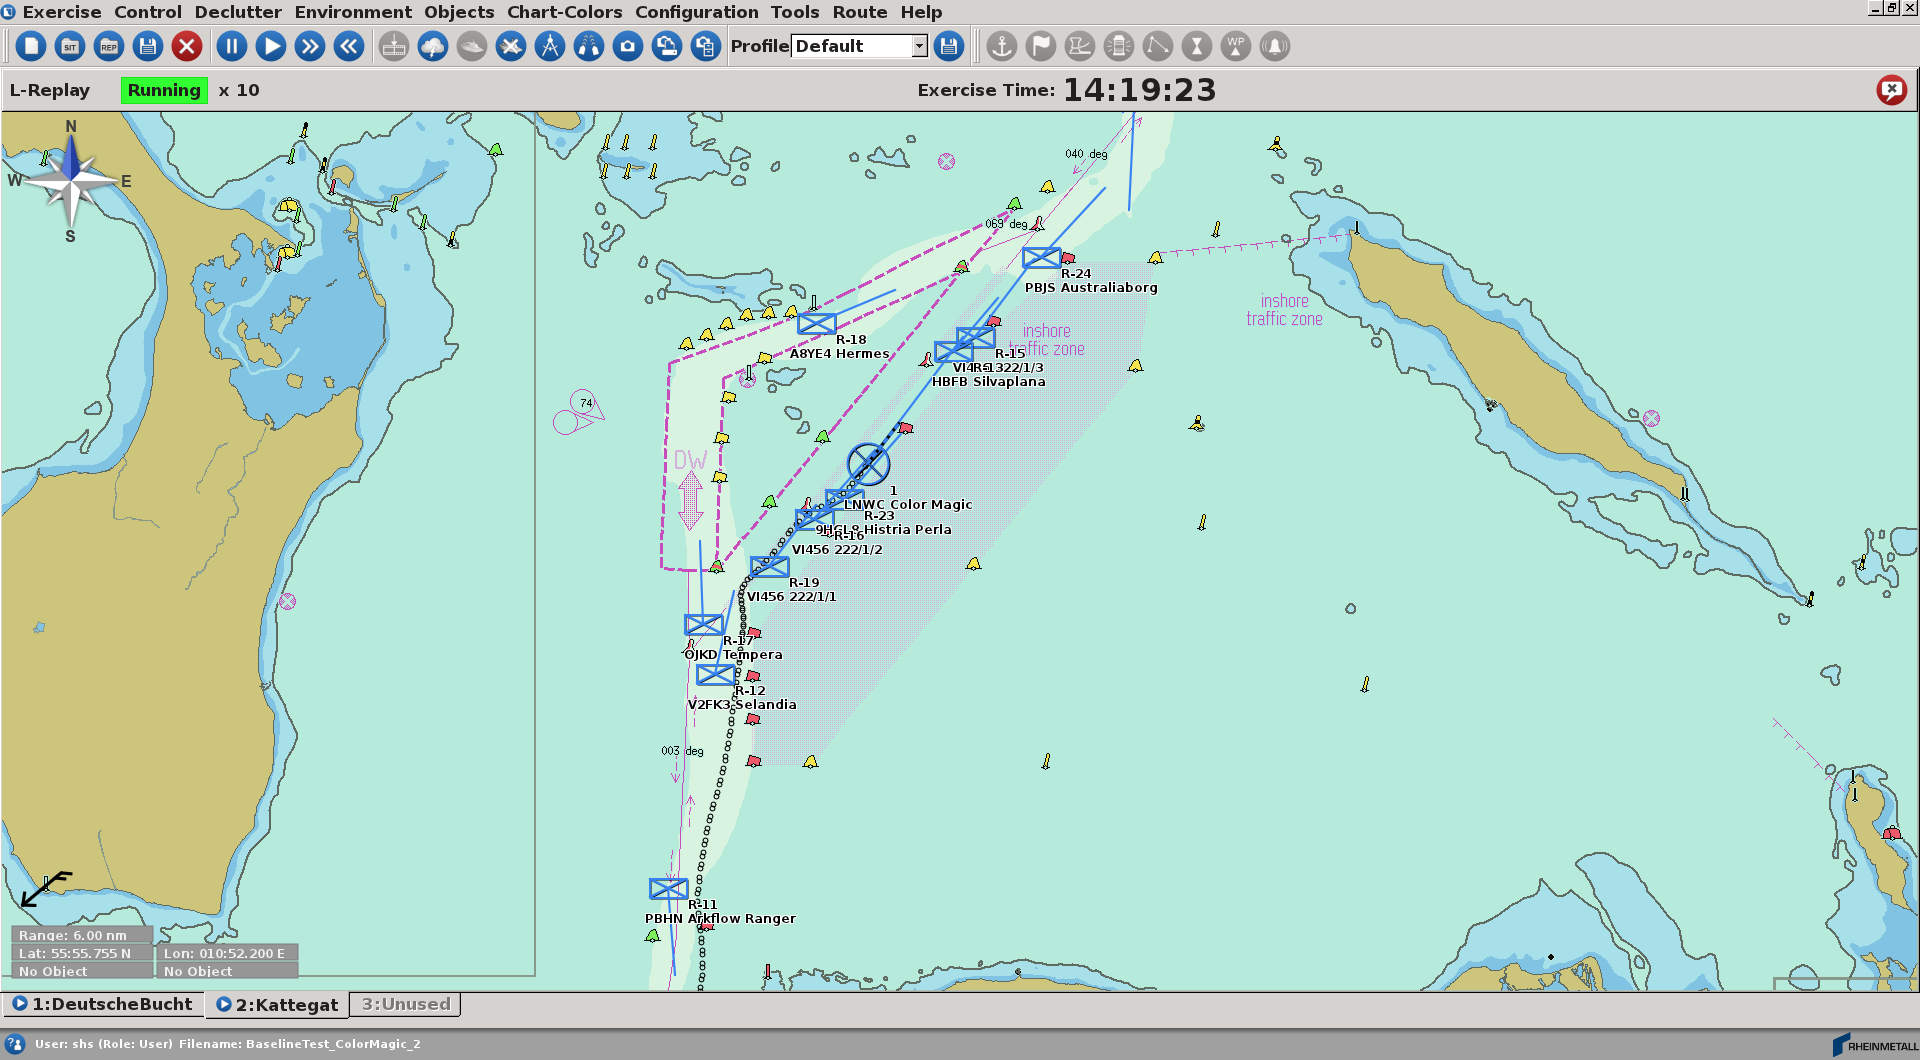 Exercise Control Declutter Environment Objects Chart-Colors Configuration Tools Route Help
SIT REP Profile Default WP
L-Replay Running x 10 Exercise Time: 14:19:23
N
W E
S
040 deg
069 deg
R-24
PBJS Australiaborg
inshore
traffic zone
inshore
traffic zone
R-18
A8YE4 Hermes
R-15
HBFB Silvaplana
74
DW
1
LNWC Color Magic
R-23
9HCL8 Histria Perla
R-16
VI456 222/1/2
R-19
VI456 222/1/1
R-17
OJKD Tempera
R-12
V2FK3 Selandia
003 deg
R-11
PBHN Arkflow Ranger
Range: 6.00 nm
Lat: 55:55.755 N Lon: 010:52.200 E
No Object No Object
1:DeutscheBucht 2:Kattegat 3:Unused
User: shs (Role: User) Filename: BaselineTest_ColorMagic_2
RHEINMETALL